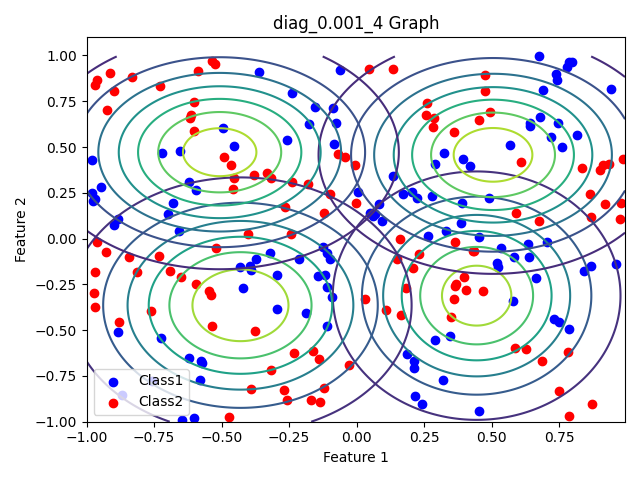 diag_0.001_4 Graph
1.00
0.75
0.50
0.25
0.00
−0.25
−0.50
−0.75
−1.00
Feature 2
Class1
Class2
−1.00 −0.75 −0.50 −0.25 0.00 0.25 0.50 0.75
Feature 1